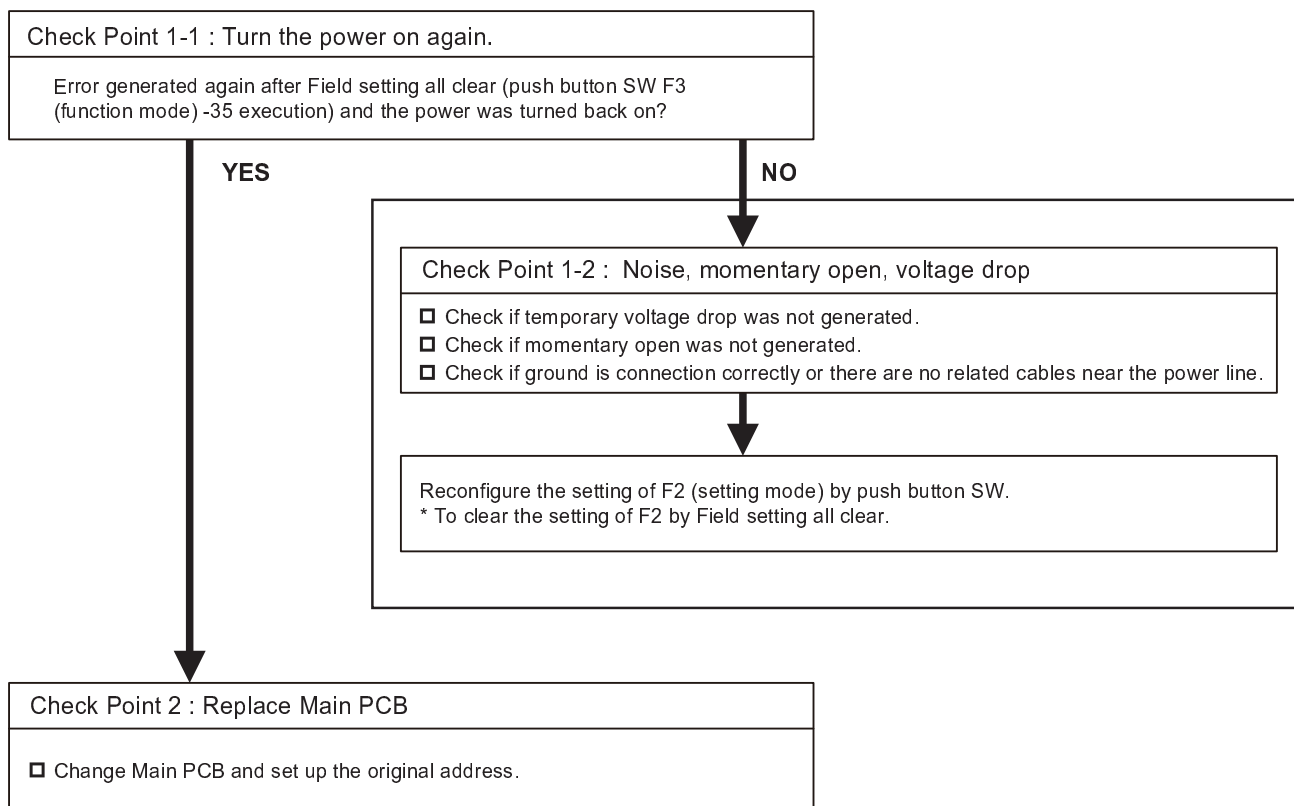 Check Point 1-1 : Turn the power on again.
Error generated again after Field setting all clear (push button SW F3
(function mode) -35 execution) and the power was turned back on?
YES
NO
Check Point 1-2 : Noise, momentary open, voltage drop
Check if temporary voltage drop was not generated.
Check if momentary open was not generated.
Check if ground is connection correctly or there are no related cables near the power line.
Reconfigure the setting of F2 (setting mode) by push button SW.
* To clear the setting of F2 by Field setting all clear.
Check Point 2 : Replace Main PCB
Change Main PCB and set up the original address.